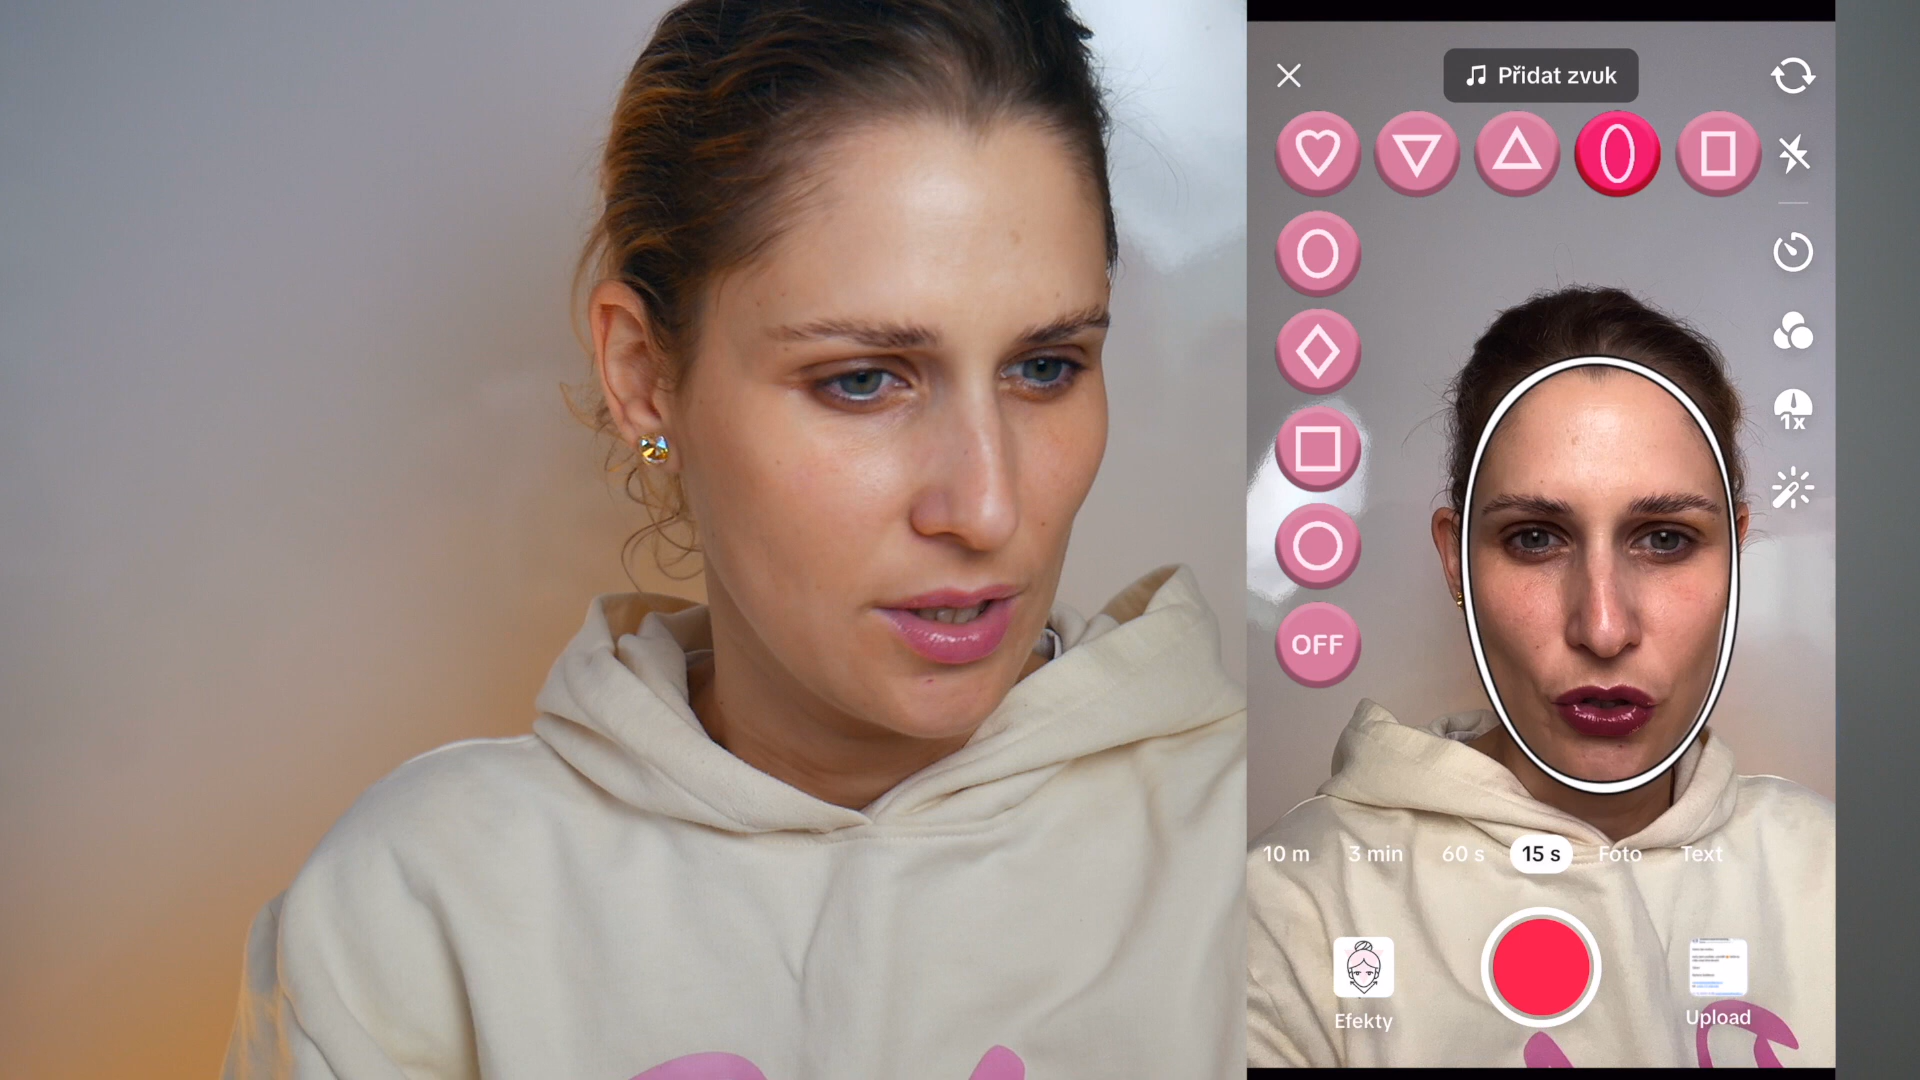 Přidat zvuk
1x
OFF
10 m 3 min 60 s 15 s Foto Text
Efekty
Upload